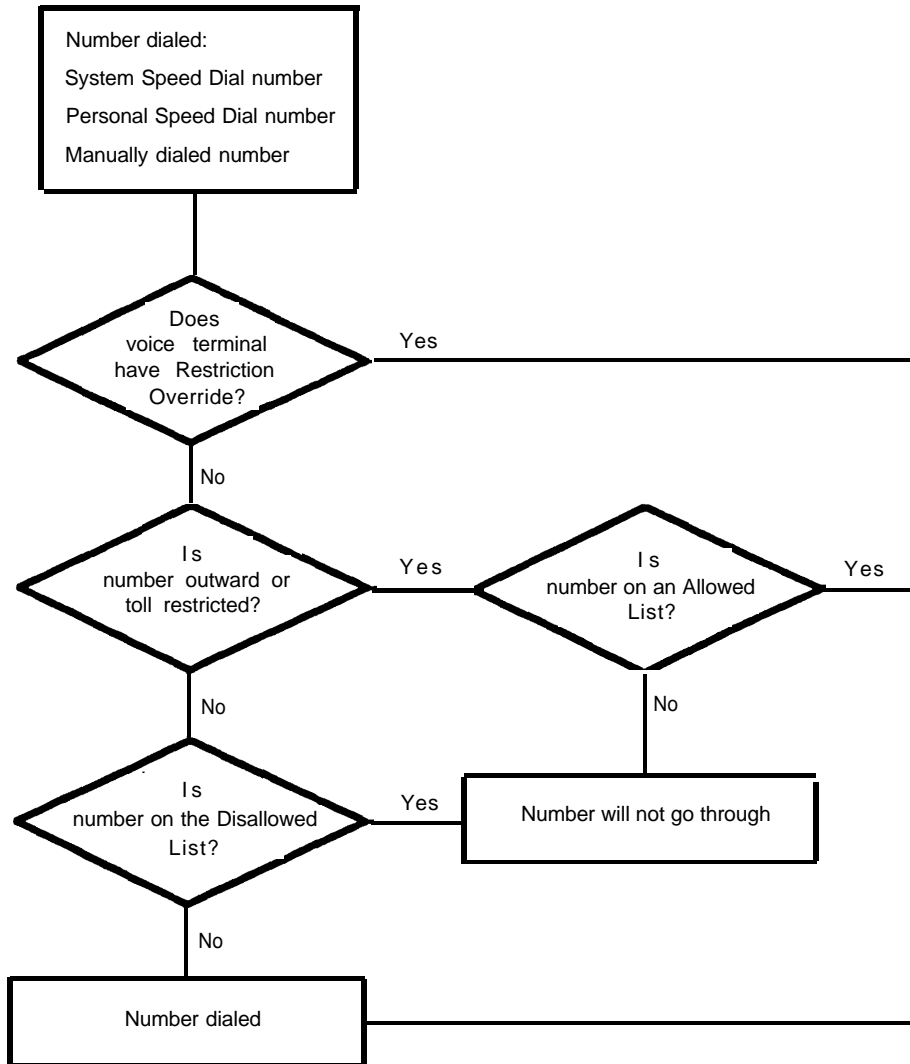 Number dialed:
System Speed Dial number
Personal Speed Dial number
Manually dialed number
Does
voice terminal
have Restriction
Override?
Yes
No
Is
number outward or
toll restricted?
Yes
Is
number on an Allowed
List?
Yes
No
No
Is
number on the Disallowed
List?
Yes
Number will not go through
No
Number dialed